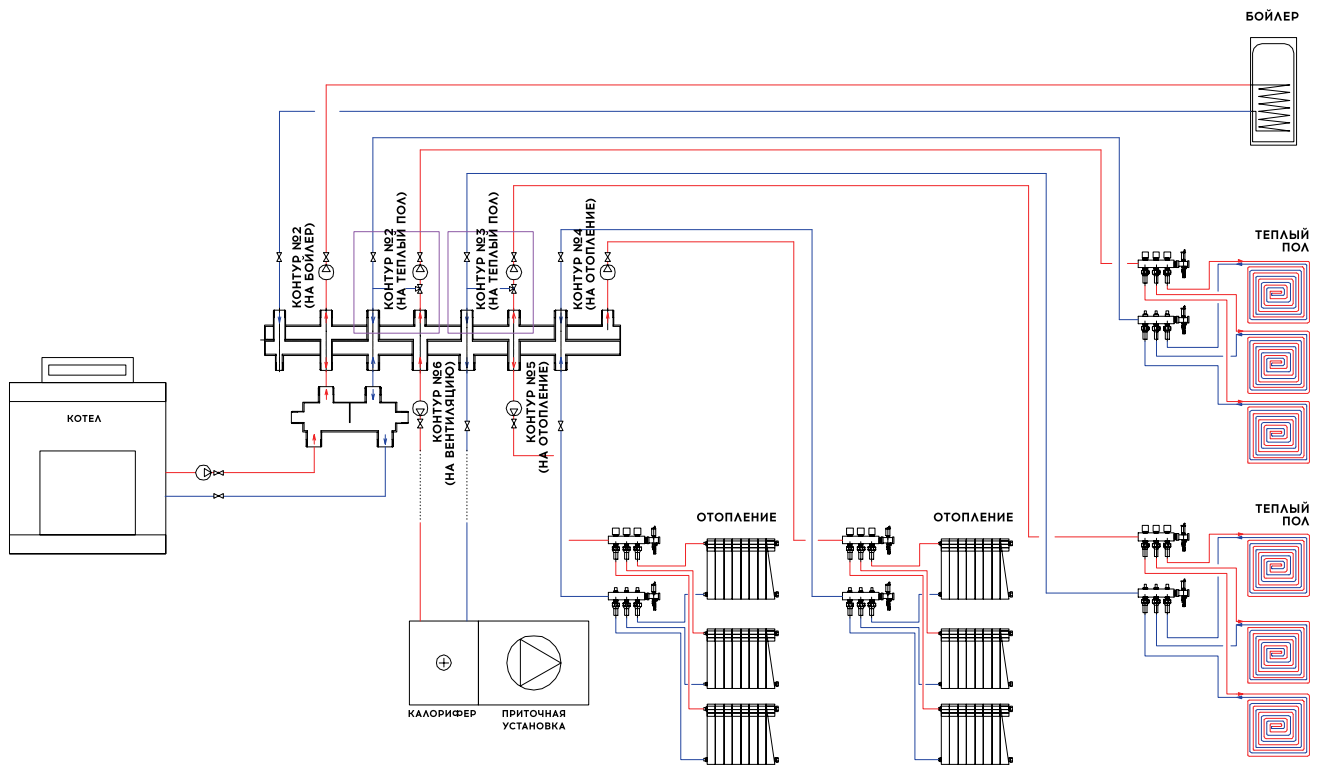 БОЙЛЕР
КОНТУР №2
(НА БОЙЛЕР)
КОНТУР №2
(НА ТЕПЛЫЙ ПОЛ)
КОНТУР №3
(НА ТЕПЛЫЙ ПОЛ)
КОНТУР №4
(НА ОТОПЛЕНИЕ)
ТЕПЛЫЙ
ПОЛ
КОТЕЛ
КОНТУР №6
(НА ВЕНТИЛЯЦИЮ)
КОНТУР №5
(НА ОТОПЛЕНИЕ)
ОТОПЛЕНИЕ
ОТОПЛЕНИЕ
ТЕПЛЫЙ
ПОЛ
КАЛОРИФЕР
ПРИТОЧНАЯ
УСТАНОВКА